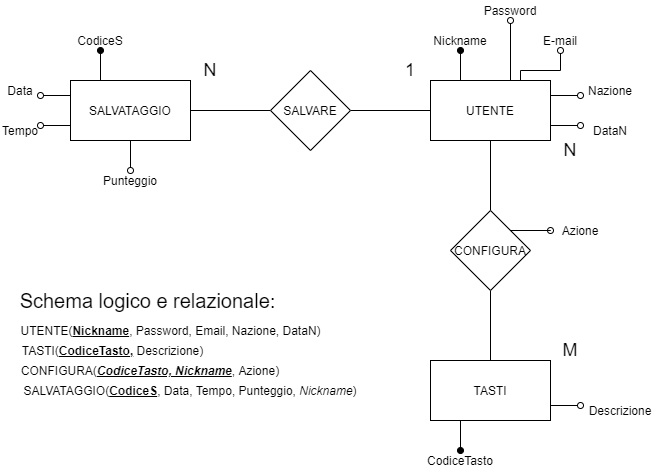 Password
CodiceS
Nickname
E-mail
N
1
Data
SALVATAGGIO
SALVARE
UTENTE
Nazione
Tempo
DataN
N
Punteggio
Azione
CONFIGURA
Schema logico e relazionale:
UTENTE(Nickname, Password, Email, Nazione, DataN)
TASTI(CodiceTasto, Descrizione)
CONFIGURA(CodiceTasto, Nickname, Azione)
SALVATAGGIO(CodiceS, Data, Tempo, Punteggio, Nickname)
M
TASTI
Descrizione
CodiceTasto